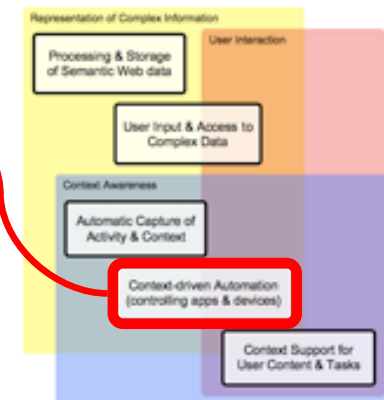 Representation of Complex Information
User Interaction
Processing & Storage
of Semantic Web data
User Input & Access to
Complex Data
Context Awareness
Automatic Capture of
Activity & Context
Context-driven Automation
(controlling apps & devices)
Context Support for
User Content & Tasks